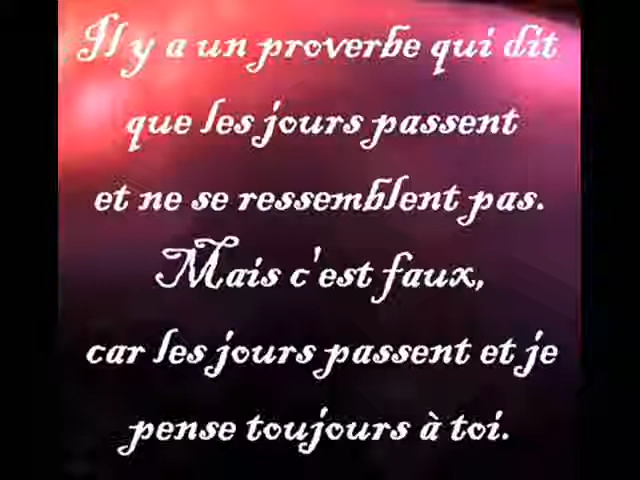 Il y a un proverbe qui dit
que les jours passent
et ne se ressemblent pas.
Mais c'est faux,
car les jours passent et je
pense toujours à toi.